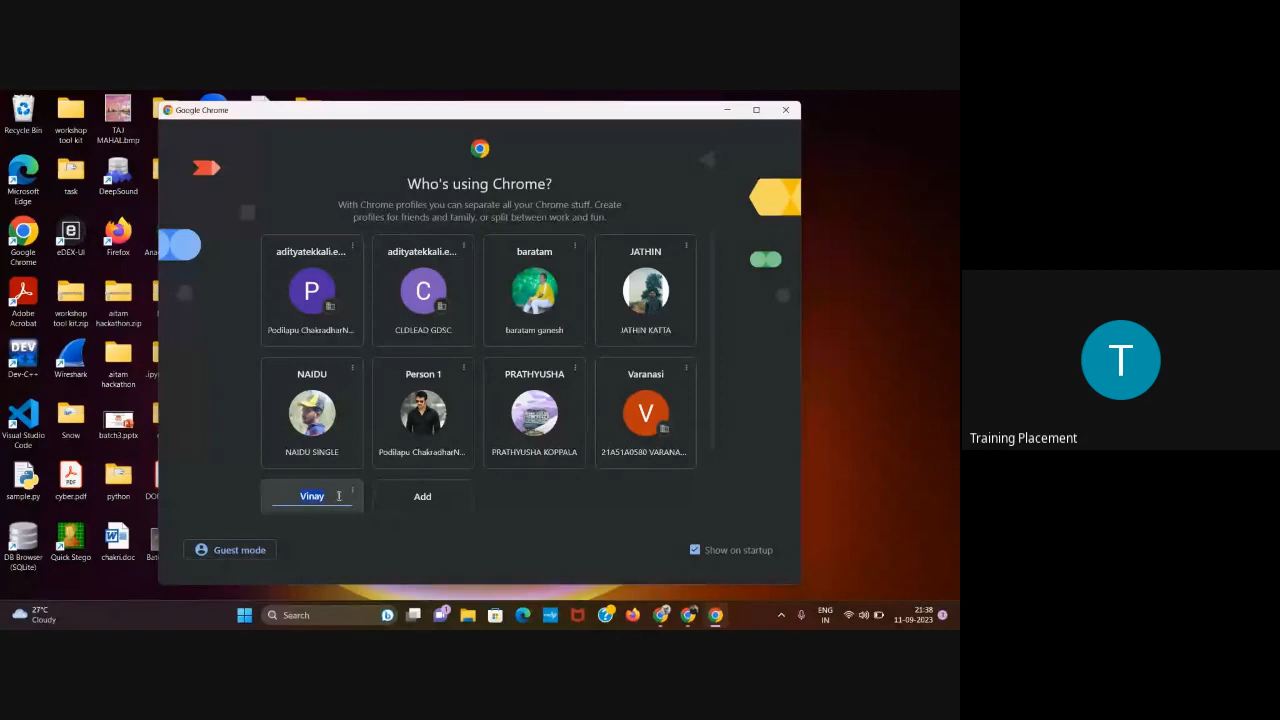 Google Chrome
Who's using Chrome?
With Chrome profiles you can separate all your Chrome stuff. Create
profiles for friends and family, or split between work and fun.
adityatekkali.e...
adityatekkali.e...
baratam
JATHIN
P
C
Podilapu ChakradharN...
CLDLEAD GDSC
baratam ganesh
JATHIN KATTA
NAIDU
Person 1
PRATHYUSHA
Varanasi
V
NAIDU SINGLE
Podilapu ChakradharN...
PRATHYUSHA KOPPALA
21A51A0580 VARANA...
Vinay
Add
Guest mode
Show on startup
Recycle Bin
workshop
tool kit
TAJ
MAHAL.bmp
Microsoft
Edge
task
DeepSound
Google
Chrome
eDEX-UI
Firefox
Adobe
Acrobat
workshop
tool kit.zip
aitam
hackathon.zip
DEV
Dev-C++
Wireshark
aitam
hackathon
Visual Studio
Code
Snow
batch3.pptx
sample.py
cyber.pdf
python
DB Browser
(SQLite)
Quick Stego
chakri.doc
27°C
Cloudy
Search
ENG
IN
21:38
11-09-2023
T
Training Placement